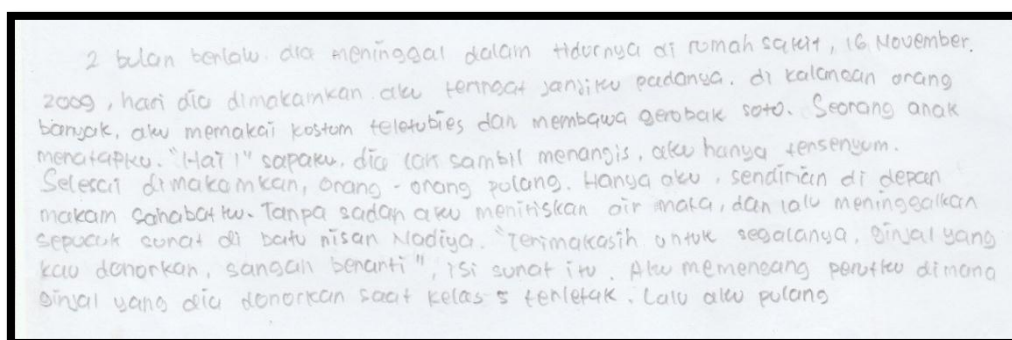 2 bulan berlalu. dia meninggal dalam tidurnya di rumah sakit, 16 November.
2009, hari dia dimakamkan. aku teringat janjiku padanya. di kalangan orang
banyak, aku memakai kostum teletubies dan membawa gerobak soto. Seorang anak
menatapku. "Hai!" sapaku. dia lari sambil menangis, aku hanya tersenyum.
Selesai dimakamkan, orang-orang pulang. Hanya aku, sendirian di depan
makam sahabatku. Tanpa sadar aku menitiskan air mata, dan lalu meninggalkan
sepucuk surat di batu nisan Nadiya. "Terimakasih untuk segalanya, ginjal yang
kau donorkan, sangan berarti", isi surat itu. Aku memengang perutku dimana
ginjal yang dia donorkan saat kelas 5 terletak. Lalu aku pulang